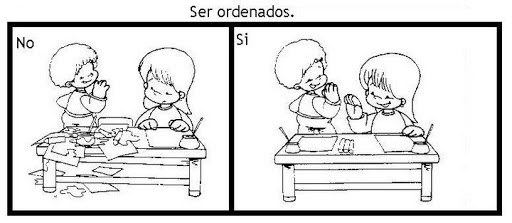 Ser ordenados.
No
Si